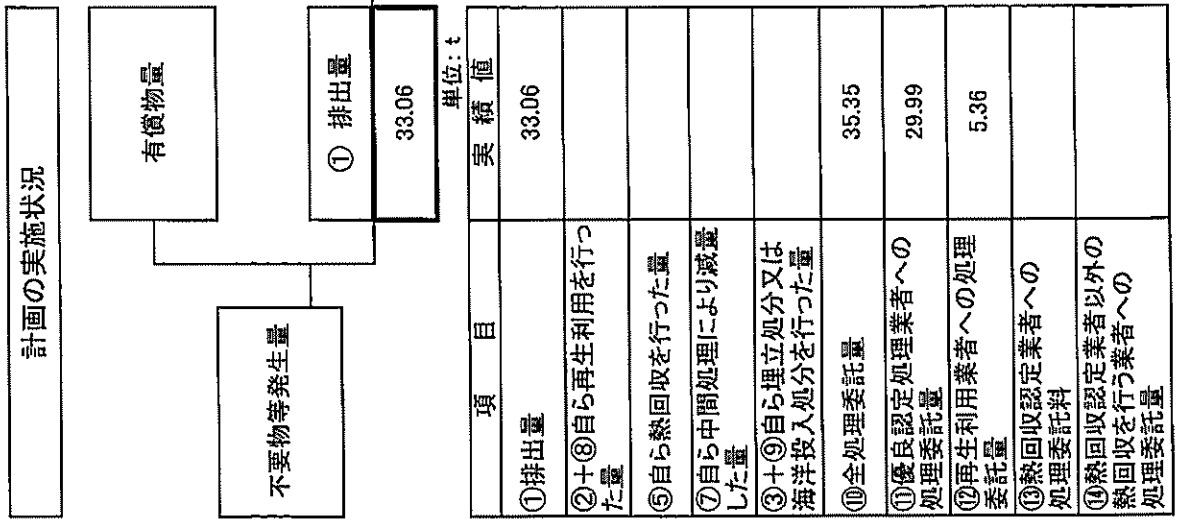 計画の実施状況
有償物量
不要物等発生量
① 排出量
33.06
単位: t
項 目
実 績 値
①排出量
33.06
②+⑧自ら再生利用を行っ
た量
⑤自ら熱回収を行った量
⑦自ら中間処理により減量
した量
③+⑨自ら埋立処分又は
海洋投入処分を行った量
⑩全処理委託量
35.35
⑪優良認定処理業者への
処理委託量
29.99
⑫再生利用業者への処理
委託量
5.36
⑬熱回収認定業者への
処理委託料
⑭熱回収認定業者以外の
熱回収を行う業者への
処理委託量